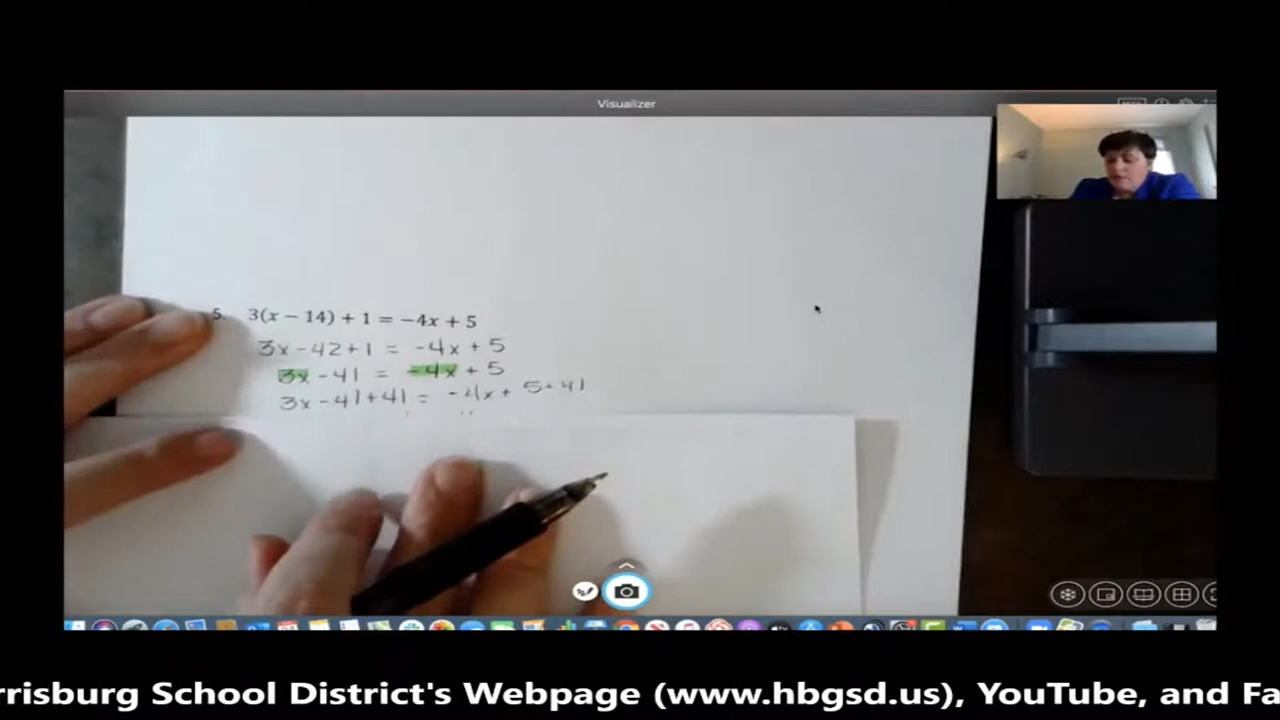 Visualizer
5. 3(x − 14) + 1 = −4x + 5
3x - 42 + 1 = -4x + 5
3x - 41 = -4x + 5
3x - 41 + 41 = -4x + 5 + 41
rrisburg School District's Webpage (www.hbgsd.us), YouTube, and Fa